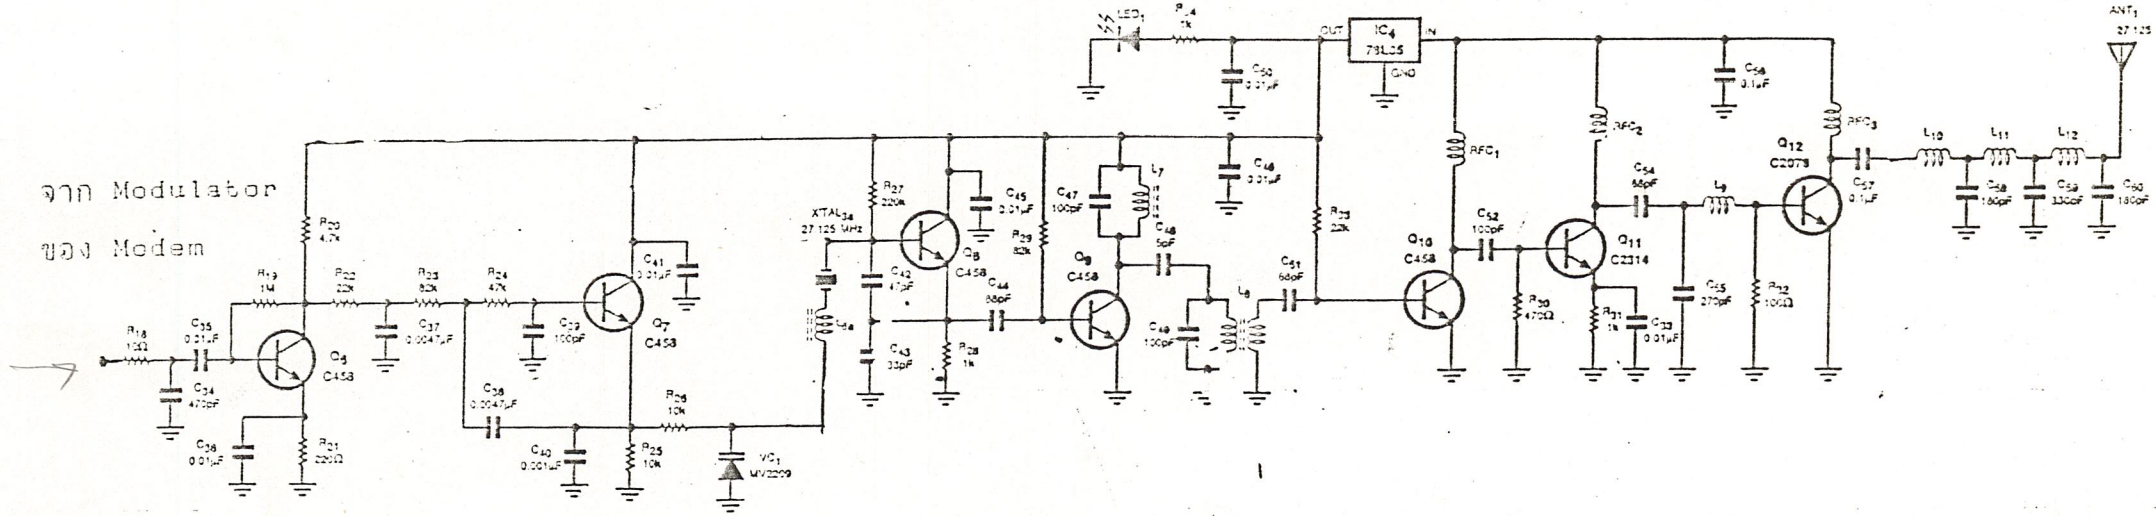 ANT₁
27.125
LED₁
R₃₄
1k
OUT
IC₄
78L05
IN
GND
C₅₀
0.01µF
C₅₆
0.1µF
RFC₁
RFC₂
RFC₃
L₁₀
L₁₁
L₁₂
Q₁₂
C2078
C₅₇
0.1µF
C₅₈
180pF
C₅₉
330pF
C₆₀
180pF
จาก Modulator
ของ Modem
R₂₀
4.7k
R₁₉
1M
R₂₂
22k
R₂₃
82k
R₂₄
47k
R₁₈
10Ω
C₃₅
0.01µF
C₃₄
470pF
C₃₆
0.01µF
R₂₁
220Ω
C458
C₃₇
0.0047µF
C₃₉
100pF
C₃₈
0.0047µF
C₄₀
0.001µF
Q₇
C458
C₄₁
0.01µF
R₂₅
10k
R₂₆
10k
VC₁
MV2209
X'TAL
27.125 MHz
R₂₇
220k
C₄₂
47pF
C₄₃
33pF
Q₈
C458
C₄₅
0.01µF
R₂₈
1k
C₄₄
68pF
R₂₉
82k
C₄₇
100pF
L₇
Q₉
C458
C₄₈
5pF
C₄₆
0.01µF
C₄₉
100pF
L₈
C₅₁
68pF
R₃₃
22k
Q₁₀
C458
C₅₂
100pF
R₃₀
470Ω
Q₁₁
C2314
R₃₁
1k
C₅₃
0.01µF
C₅₄
68pF
L₉
C₅₅
270pF
R₃₂
100Ω